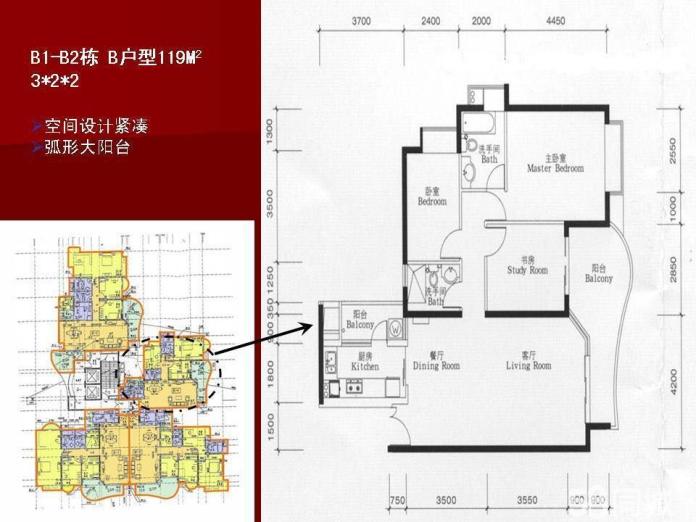 B1-B2栋 B户型119M²
3*2*2
空间设计紧凑
弧形大阳台
3700 2400 2000 4450
1300
3500
1250
350
900
1800
1500
2550
1000
2850
4200
洗手间
Bath
主卧室
Master Bedroom
卧室
Bedroom
书房
Study Room
阳台
Balcony
洗手间
Bath
阳台
Balcony
W
厨房
Kitchen
餐厅
Dining Room
客厅
Living Room
750 3500 3550 900 900